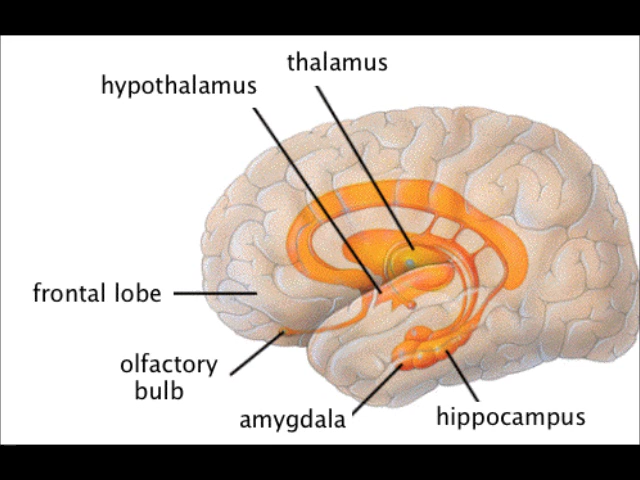 thalamus
hypothalamus
frontal lobe
olfactory
bulb
amygdala
hippocampus